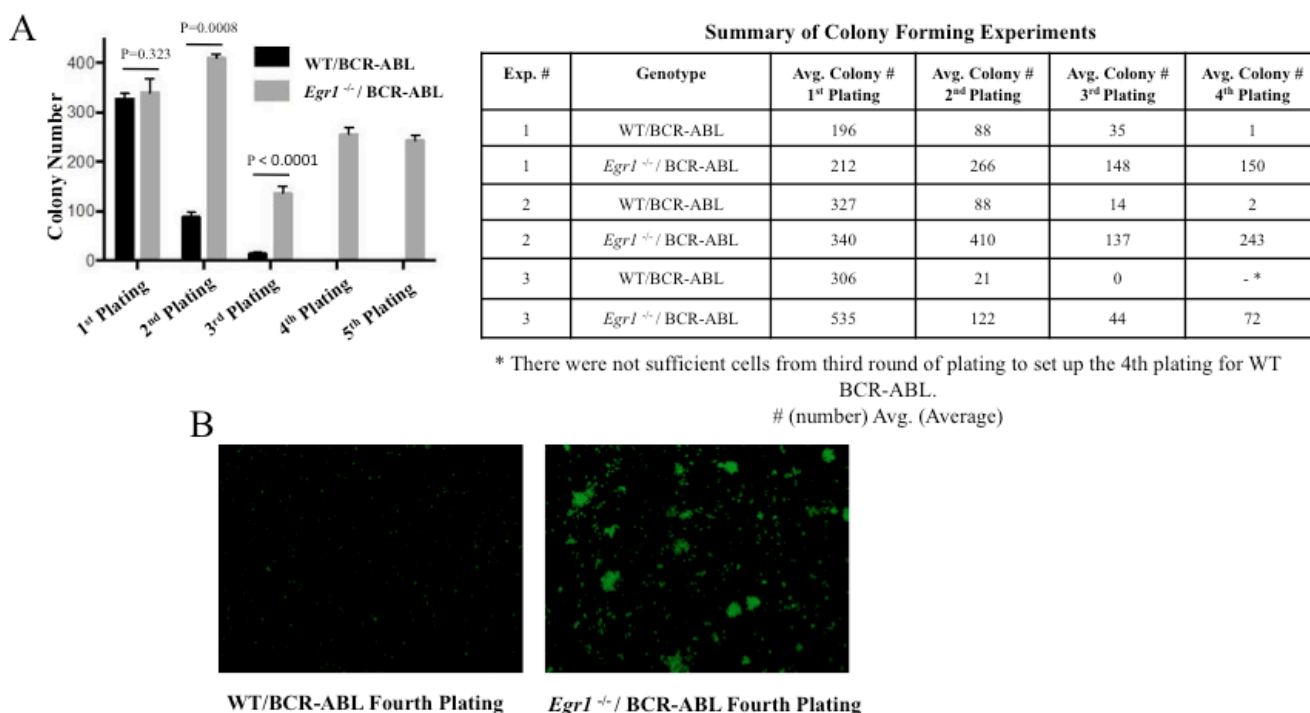 A
P=0.323
P=0.0008
P < 0.0001
WT/BCR-ABL
Egr1 -/- / BCR-ABL
Colony Number
400
300
200
100
0
1st Plating
2nd Plating
3rd Plating
4th Plating
5th Plating
Summary of Colony Forming Experiments
Exp. # Genotype Avg. Colony # 1st Plating Avg. Colony # 2nd Plating Avg. Colony # 3rd Plating Avg. Colony # 4th Plating
1 WT/BCR-ABL 196 88 35 1
1 Egr1 -/- / BCR-ABL 212 266 148 150
2 WT/BCR-ABL 327 88 14 2
2 Egr1 -/- / BCR-ABL 340 410 137 243
3 WT/BCR-ABL 306 21 0 - *
3 Egr1 -/- / BCR-ABL 535 122 44 72
* There were not sufficient cells from third round of plating to set up the 4th plating for WT
BCR-ABL.
# (number) Avg. (Average)
B
WT/BCR-ABL Fourth Plating
Egr1 -/- / BCR-ABL Fourth Plating